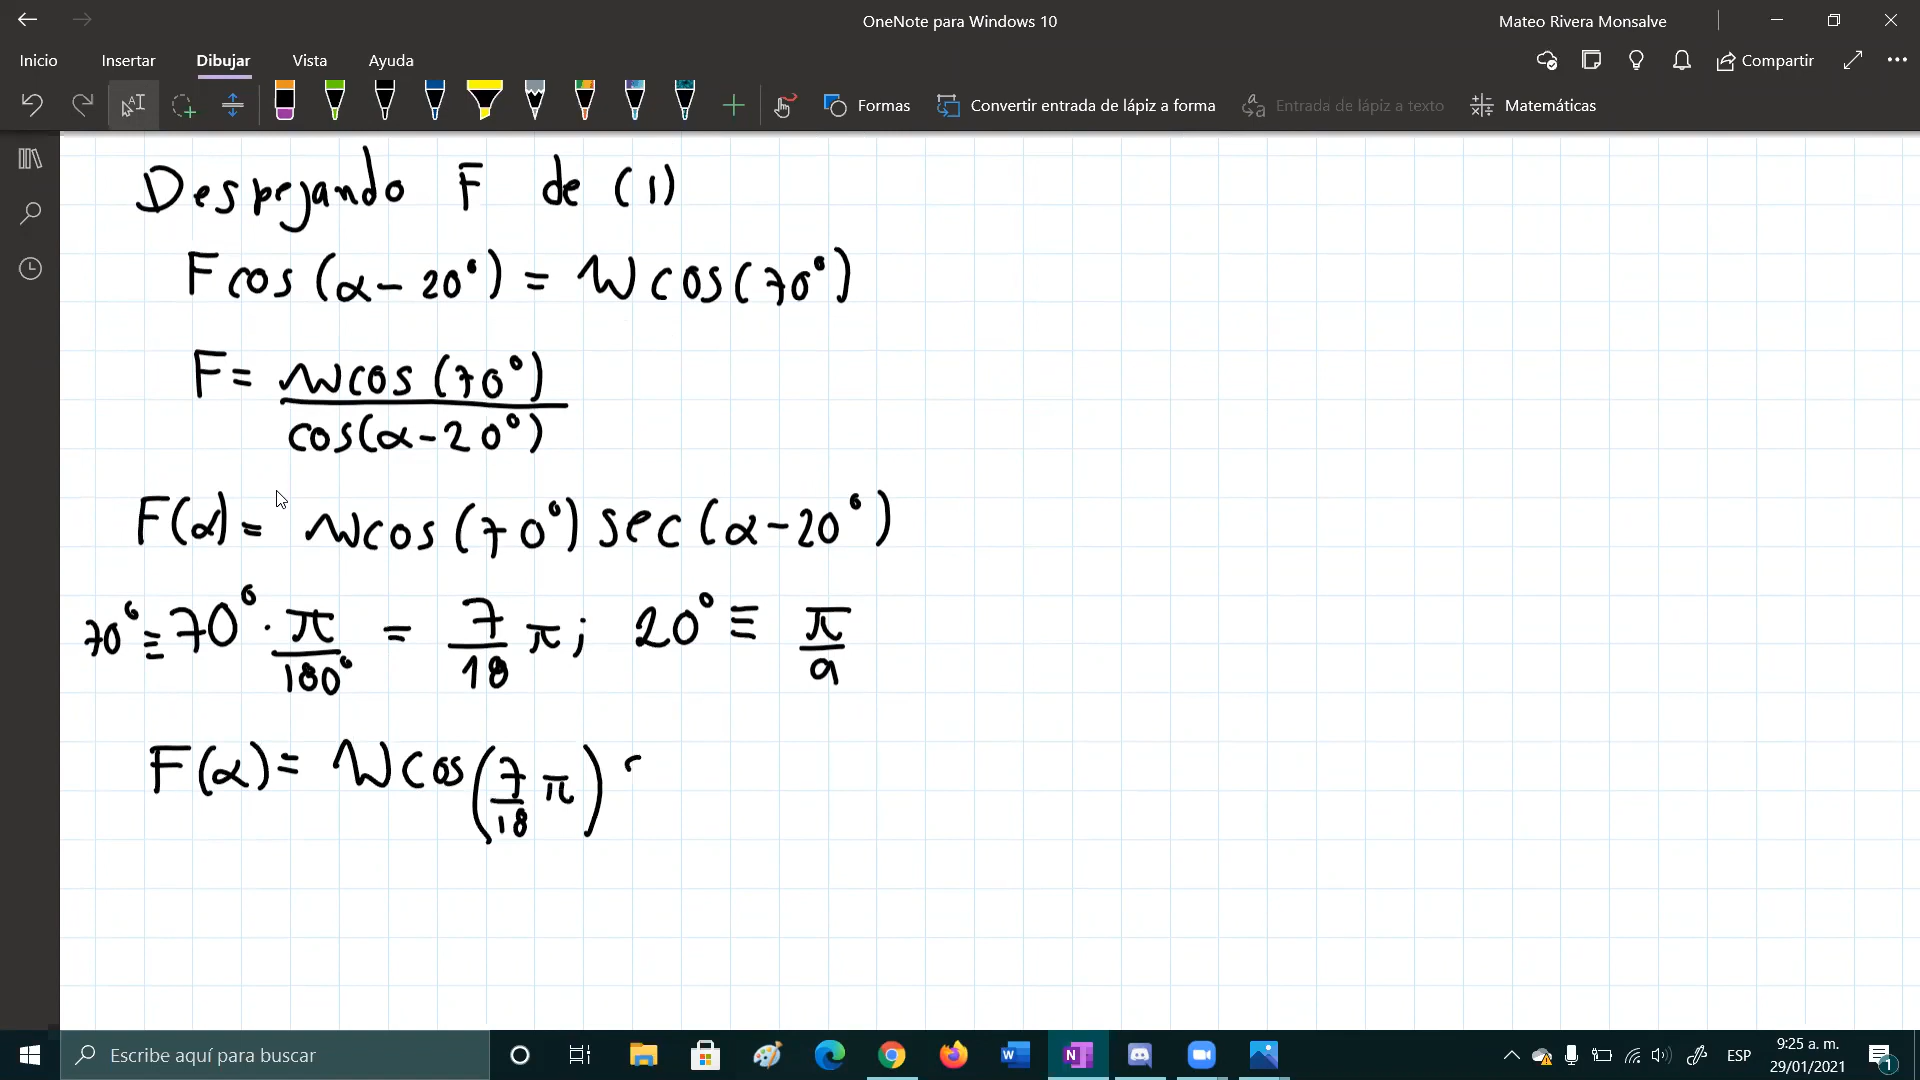 OneNote para Windows 10
Mateo Rivera Monsalve
Inicio Insertar Dibujar Vista Ayuda
Compartir
Formas Convertir entrada de lápiz a forma Entrada de lápiz a texto Matemáticas
Despejando F de (1)
F cos (α - 20°) = W cos (70°)
F = W cos (70°)
cos (α - 20°)
F(α) = W cos (70°) sec (α - 20°)
70° ≡ 70° · π/180° = 7/18 π; 20° ≡ π/9
F(α) = W cos (7/18 π)
Escribe aquí para buscar
ESP
9:25 a. m.
29/01/2021
1